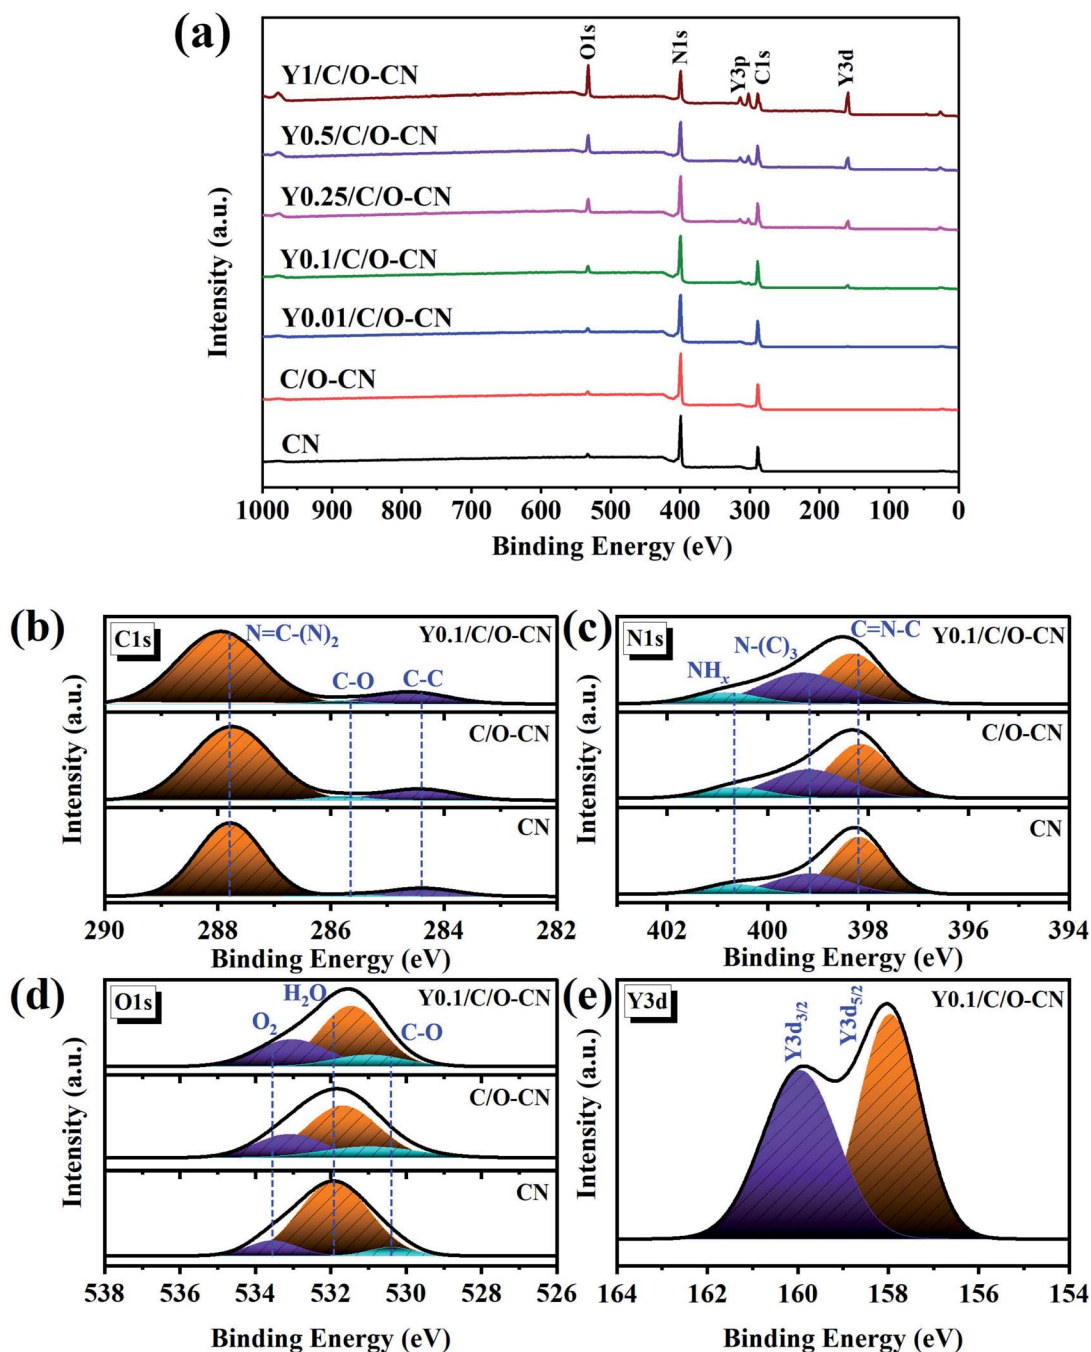 (a)
O1s
N1s
Y3p
C1s
Y3d
Y1/C/O-CN
Y0.5/C/O-CN
Y0.25/C/O-CN
Y0.1/C/O-CN
Y0.01/C/O-CN
C/O-CN
CN
Intensity (a.u.)
1000 900 800 700 600 500 400 300 200 100 0
Binding Energy (eV)
(b)
C1s
N=C-(N)2
Y0.1/C/O-CN
C-O
C-C
C/O-CN
CN
Intensity (a.u.)
290 288 286 284 282
Binding Energy (eV)
(c)
N1s
C=N-C
Y0.1/C/O-CN
N-(C)3
NHx
C/O-CN
CN
Intensity (a.u.)
402 400 398 396 394
Binding Energy (eV)
(d)
O1s
H2O
Y0.1/C/O-CN
O2
C-O
C/O-CN
CN
Intensity (a.u.)
538 536 534 532 530 528 526
Binding Energy (eV)
(e)
Y3d
Y0.1/C/O-CN
Y3d3/2
Y3d5/2
Intensity (a.u.)
164 162 160 158 156 154
Binding Energy (eV)